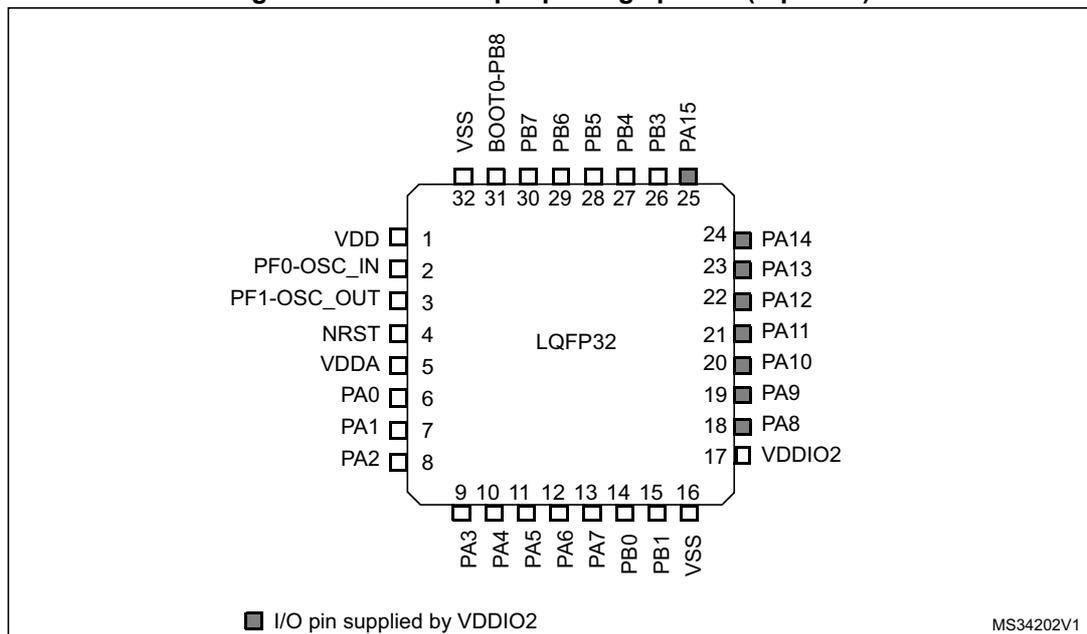 VSS
BOOT0-PB8
PB7
PB6
PB5
PB4
PB3
PA15
32 31 30 29 28 27 26 25
VDD 1
PF0-OSC_IN 2
PF1-OSC_OUT 3
NRST 4
VDDA 5
PA0 6
PA1 7
PA2 8
LQFP32
24 PA14
23 PA13
22 PA12
21 PA11
20 PA10
19 PA9
18 PA8
17 VDDIO2
9 10 11 12 13 14 15 16
PA3
PA4
PA5
PA6
PA7
PB0
PB1
VSS
I/O pin supplied by VDDIO2
MS34202V1